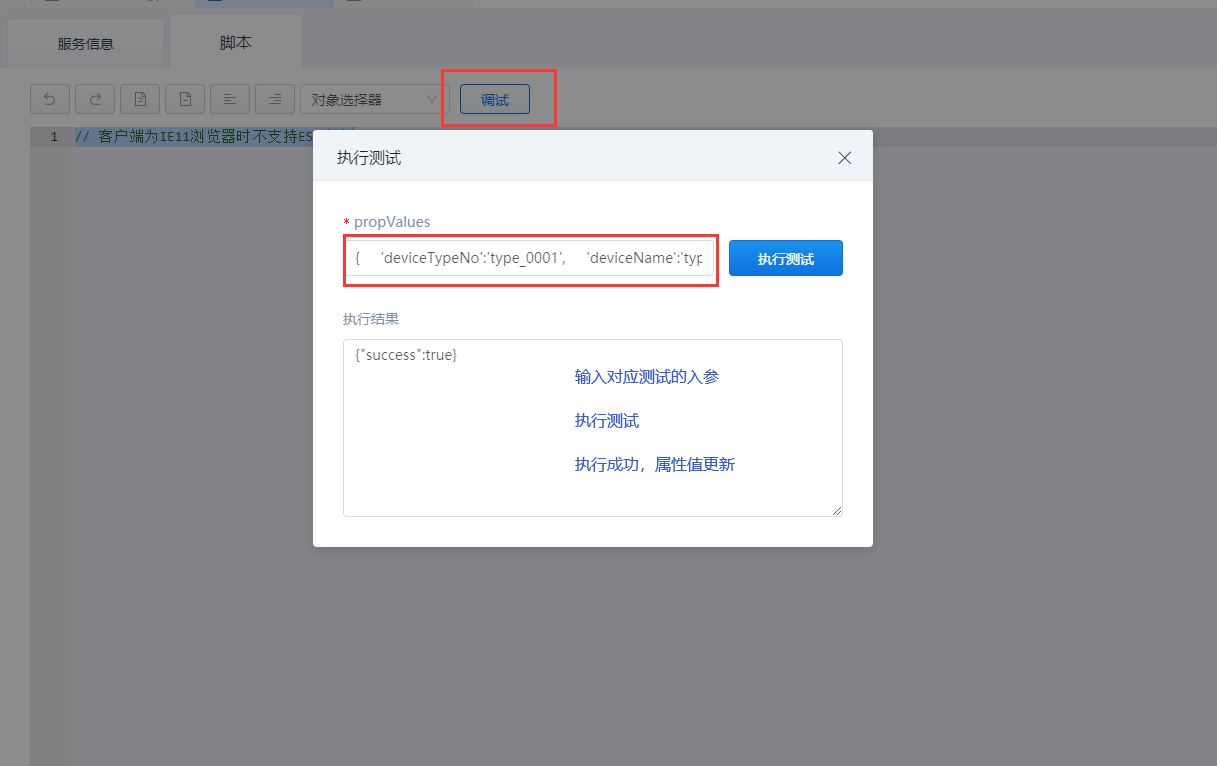 服务信息
脚本
对象选择器
调试
1
// 客户端为IE11浏览器时不支持ES
执行测试
* propValues
{ 'deviceTypeNo':'type_0001', 'deviceName':'typ
执行测试
执行结果
{"success":true}
输入对应测试的入参
执行测试
执行成功，属性值更新